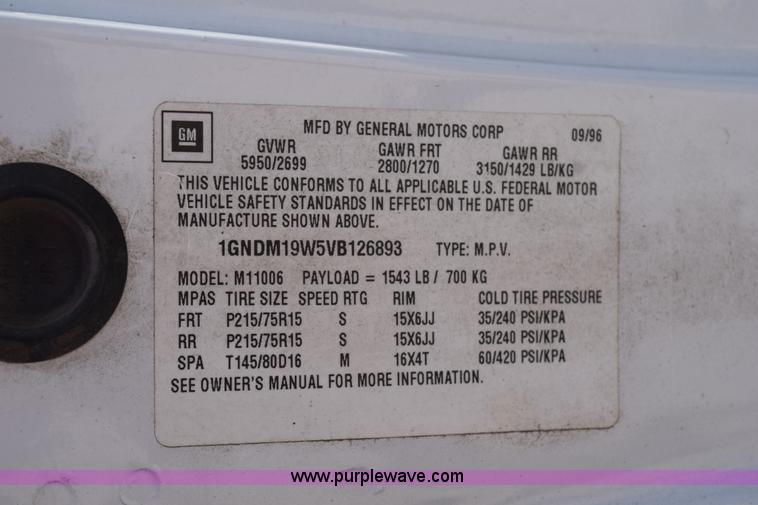 GM
MFD BY GENERAL MOTORS CORP 09/96
GVWR GAWR FRT GAWR RR
5950/2699 2800/1270 3150/1429 LB/KG
THIS VEHICLE CONFORMS TO ALL APPLICABLE U.S. FEDERAL MOTOR
VEHICLE SAFETY STANDARDS IN EFFECT ON THE DATE OF
MANUFACTURE SHOWN ABOVE.
1GNDM19W5VB126893 TYPE: M.P.V.
MODEL: M11006 PAYLOAD = 1543 LB / 700 KG
MPAS TIRE SIZE SPEED RTG RIM COLD TIRE PRESSURE
FRT P215/75R15 S 15X6JJ 35/240 PSI/KPA
RR P215/75R15 S 15X6JJ 35/240 PSI/KPA
SPA T145/80D16 M 16X4T 60/420 PSI/KPA
SEE OWNER'S MANUAL FOR MORE INFORMATION.
www.purplewave.com